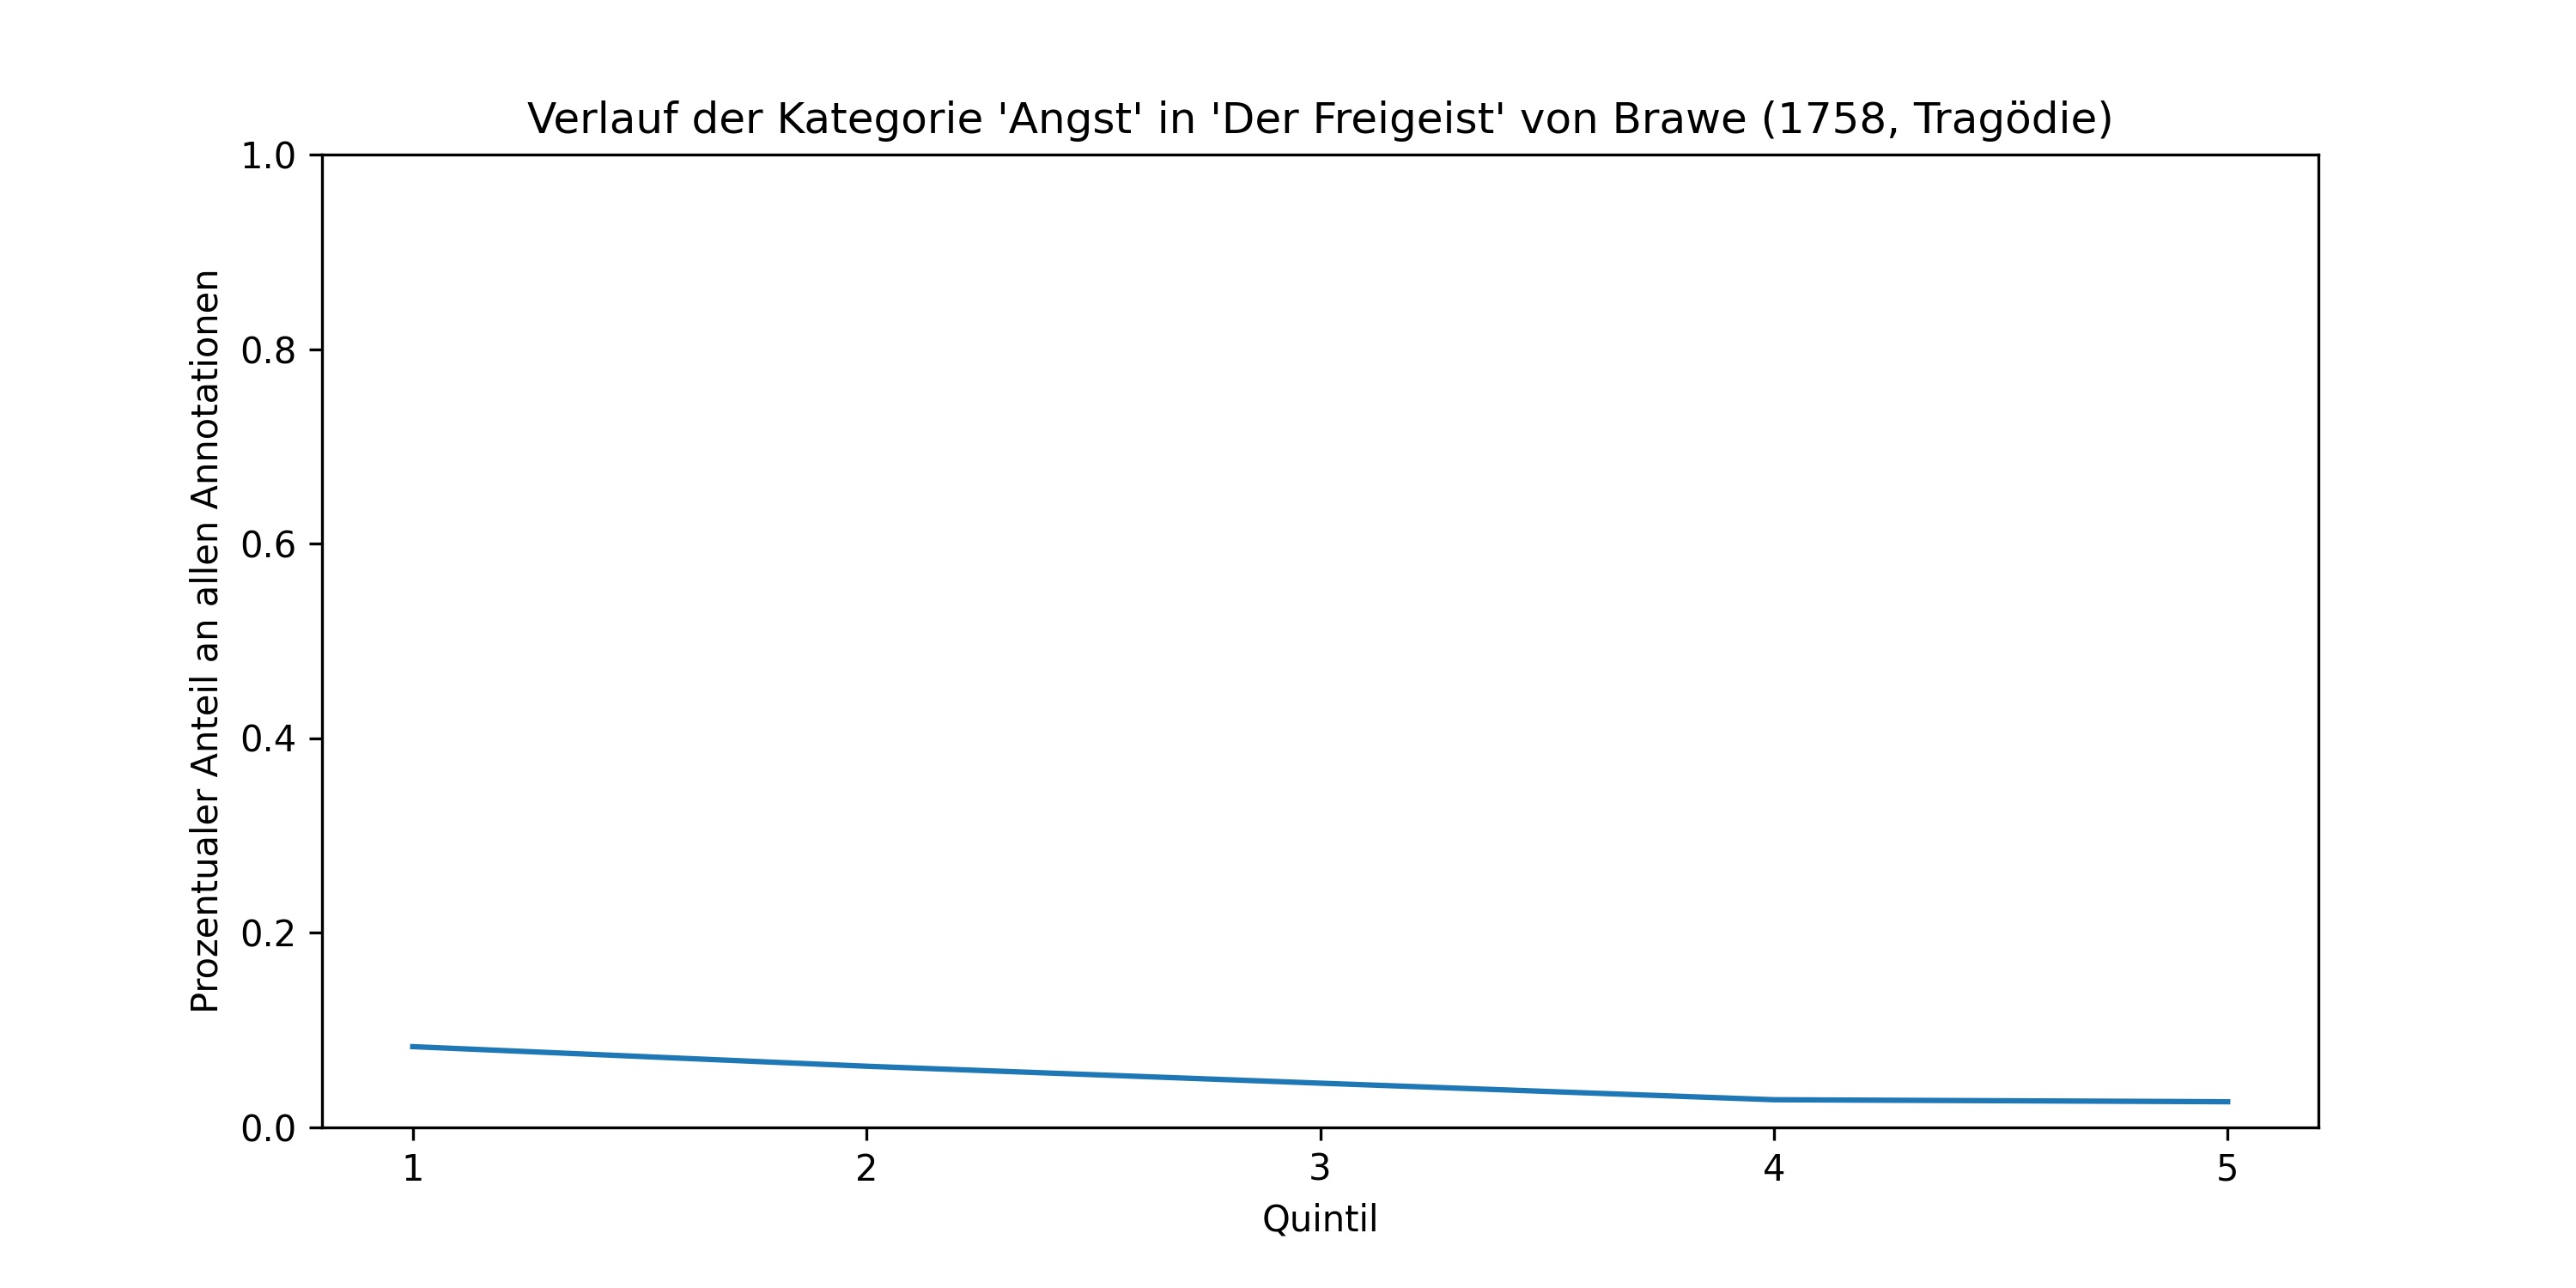 Verlauf der Kategorie 'Angst' in 'Der Freigeist' von Brawe (1758, Tragödie)
Prozentualer Anteil an allen Annotationen
1.0
0.8
0.6
0.4
0.2
0.0
1 2 3 4 5
Quintil